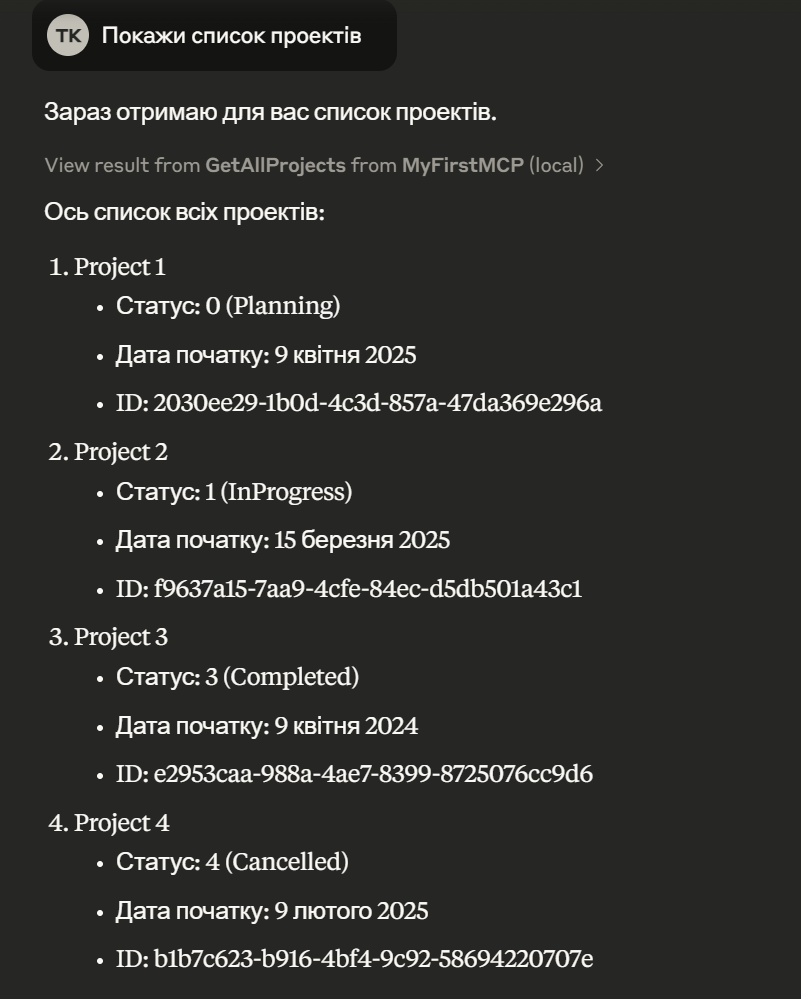 TK Покажи список проектів
Зараз отримаю для вас список проектів.
View result from GetAllProjects from MyFirstMCP (local) >
Ось список всіх проектів:
1. Project 1
• Статус: 0 (Planning)
• Дата початку: 9 квітня 2025
• ID: 2030ee29-1b0d-4c3d-857a-47da369e296a
2. Project 2
• Статус: 1 (InProgress)
• Дата початку: 15 березня 2025
• ID: f9637a15-7aa9-4cfe-84ec-d5db501a43c1
3. Project 3
• Статус: 3 (Completed)
• Дата початку: 9 квітня 2024
• ID: e2953caa-988a-4ae7-8399-8725076cc9d6
4. Project 4
• Статус: 4 (Cancelled)
• Дата початку: 9 лютого 2025
• ID: b1b7c623-b916-4bf4-9c92-58694220707e